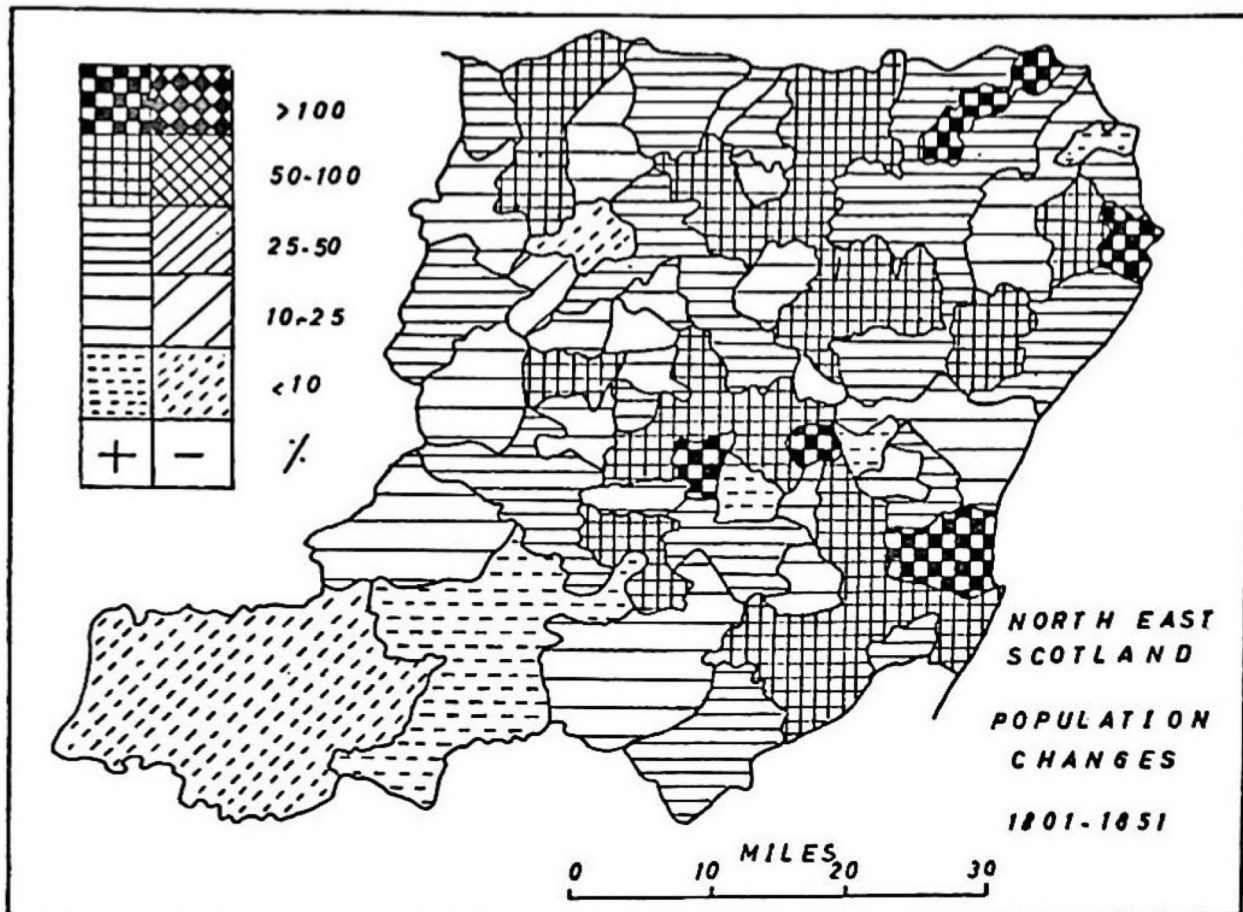 >100
50-100
25-50
10-25
<10
+ - %
NORTH EAST
SCOTLAND
POPULATION
CHANGES
1801-1851
MILES
0 10 20 30